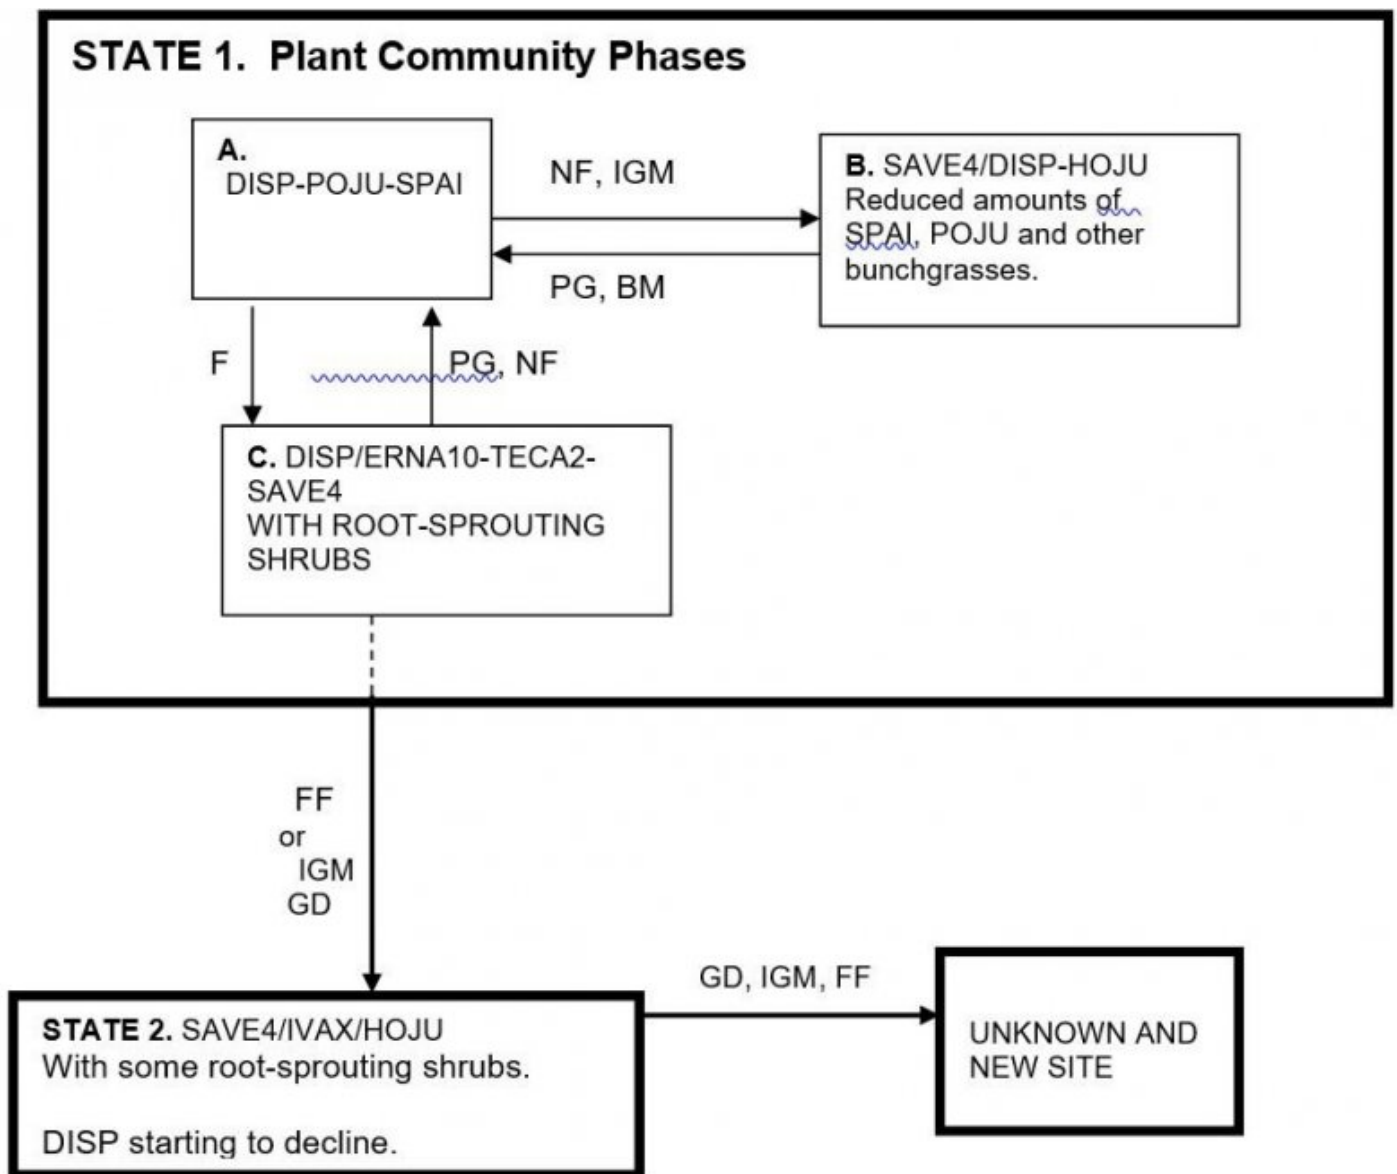 STATE 1. Plant Community Phases
A.
DISP-POJU-SPAI
NF, IGM
B. SAVE4/DISP-HOJU
Reduced amounts of
SPAI, POJU and other
bunchgrasses.
PG, BM
F
PG, NF
C. DISP/ERNA10-TECA2-
SAVE4
WITH ROOT-SPROUTING
SHRUBS
FF
or
IGM
GD
STATE 2. SAVE4/IVAX/HOJU
With some root-sprouting shrubs.
DISP starting to decline.
GD, IGM, FF
UNKNOWN AND
NEW SITE